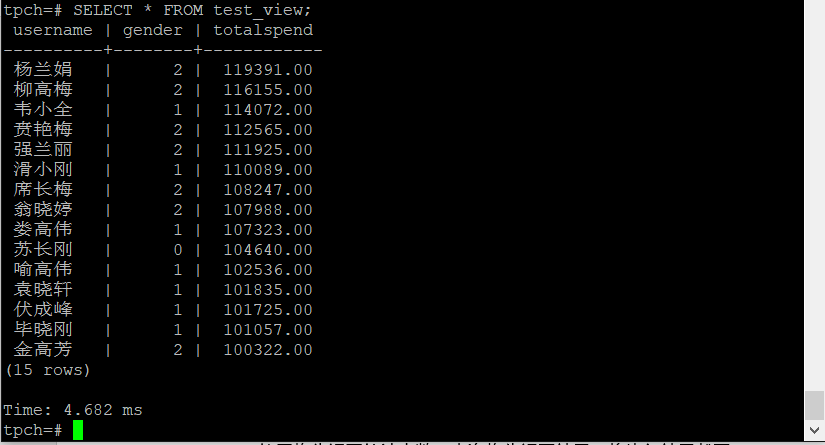 tpch=# SELECT * FROM test_view;
 username | gender | totalspend
----------+--------+------------
 杨兰娟   |      2 |  119391.00
 柳高梅   |      2 |  116155.00
 韦小全   |      1 |  114072.00
 贲艳梅   |      2 |  112565.00
 强兰丽   |      2 |  111925.00
 滑小刚   |      1 |  110089.00
 席长梅   |      2 |  108247.00
 翁晓婷   |      2 |  107988.00
 娄高伟   |      1 |  107323.00
 苏长刚   |      0 |  104640.00
 喻高伟   |      1 |  102536.00
 袁晓轩   |      1 |  101835.00
 伏成峰   |      1 |  101725.00
 毕晓刚   |      1 |  101057.00
 金高芳   |      2 |  100322.00
(15 rows)
Time: 4.682 ms
tpch=#